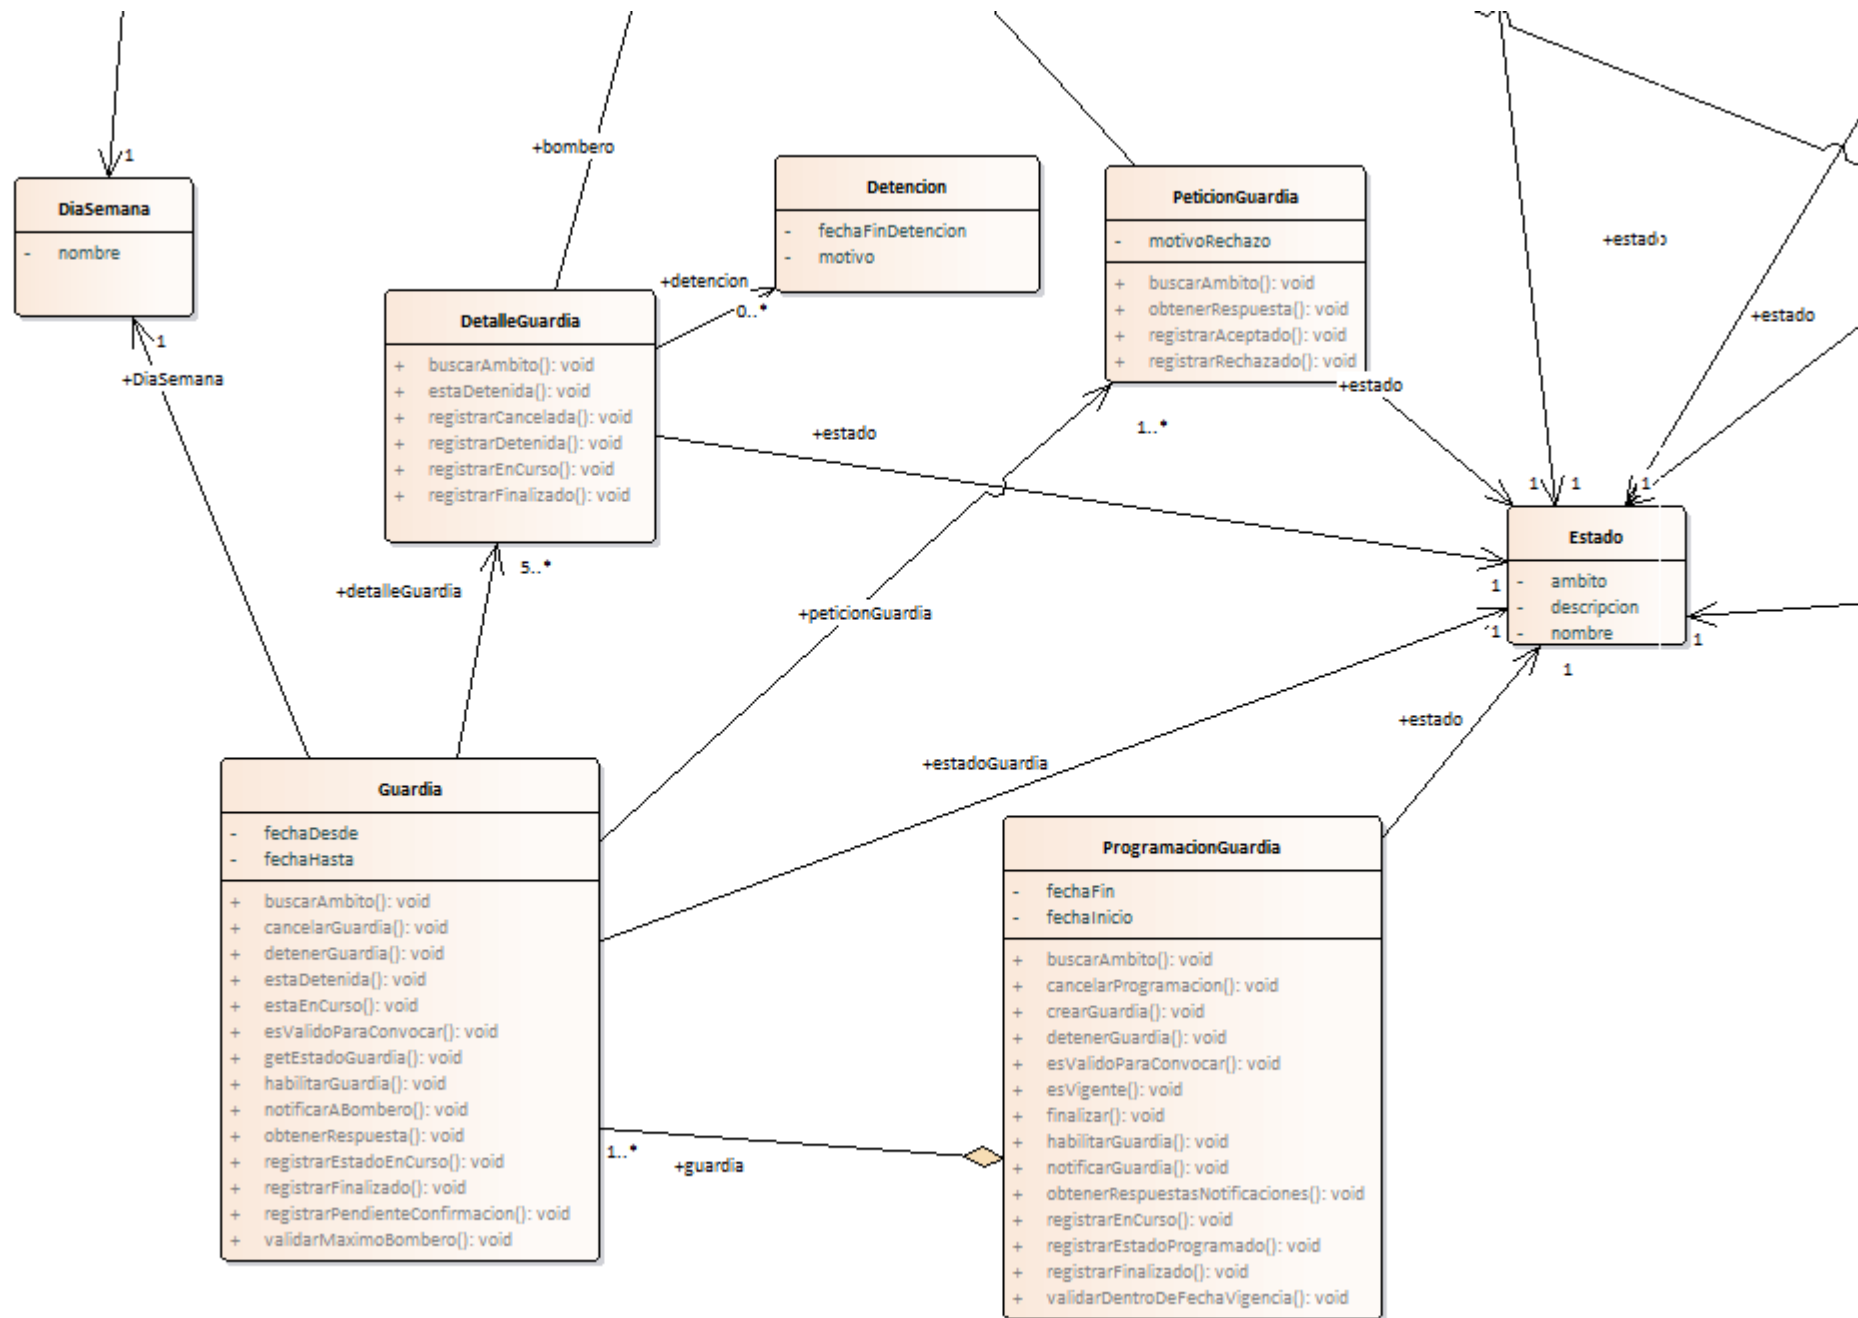 1
DiaSemana
- nombre
1
+DiaSemana
+bombero
DetalleGuardia
+ buscarAmbito(): void
+ estaDetenida(): void
+ registrarCancelada(): void
+ registrarDetenida(): void
+ registrarEnCurso(): void
+ registrarFinalizado(): void
+detencion
0..*
Detencion
- fechaFinDetencion
- motivo
PeticionGuardia
- motivoRechazo
+ buscarAmbito(): void
+ obtenerRespuesta(): void
+ registrarAceptado(): void
+ registrarRechazado(): void
+estado
+estado
+estado
1..*
+estado
1
1
1
Estado
- ambito
- descripcion
- nombre
1
1
1
1
5..*
+detalleGuardia
+peticionGuardia
+estadoGuardia
+estado
Guardia
- fechaDesde
- fechaHasta
+ buscarAmbito(): void
+ cancelarGuardia(): void
+ detenerGuardia(): void
+ estaDetenida(): void
+ estaEnCurso(): void
+ esValidoParaConvocar(): void
+ getEstadoGuardia(): void
+ habilitarGuardia(): void
+ notificarABombero(): void
+ obtenerRespuesta(): void
+ registrarEstadoEnCurso(): void
+ registrarFinalizado(): void
+ registrarPendienteConfirmacion(): void
+ validarMaximoBombero(): void
1..*
+guardia
ProgramacionGuardia
- fechaFin
- fechaInicio
+ buscarAmbito(): void
+ cancelarProgramacion(): void
+ crearGuardia(): void
+ detenerGuardia(): void
+ esValidoParaConvocar(): void
+ esVigente(): void
+ finalizar(): void
+ habilitarGuardia(): void
+ notificarGuardia(): void
+ obtenerRespuestasNotificaciones(): void
+ registrarEnCurso(): void
+ registrarEstadoProgramado(): void
+ registrarFinalizado(): void
+ validarDentroDeFechaVigencia(): void